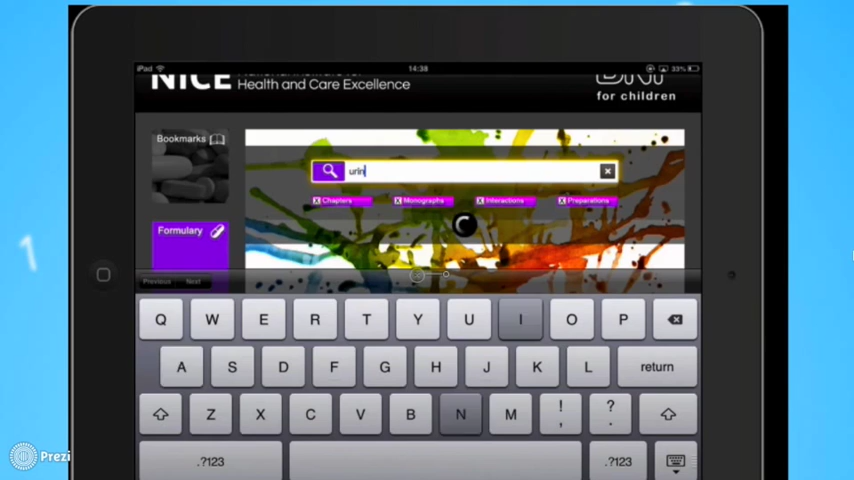 iPad
14:38
33%
NICE
Health and Care Excellence
for children
Bookmarks
urin
X Chapters
X Monographs
X Interactions
X Preparations
Formulary
Previous Next
1
Q W E R T Y U I O P
A S D F G H J K L return
Z X C V B N M ! , ? .
.?123 .?123
Prezi